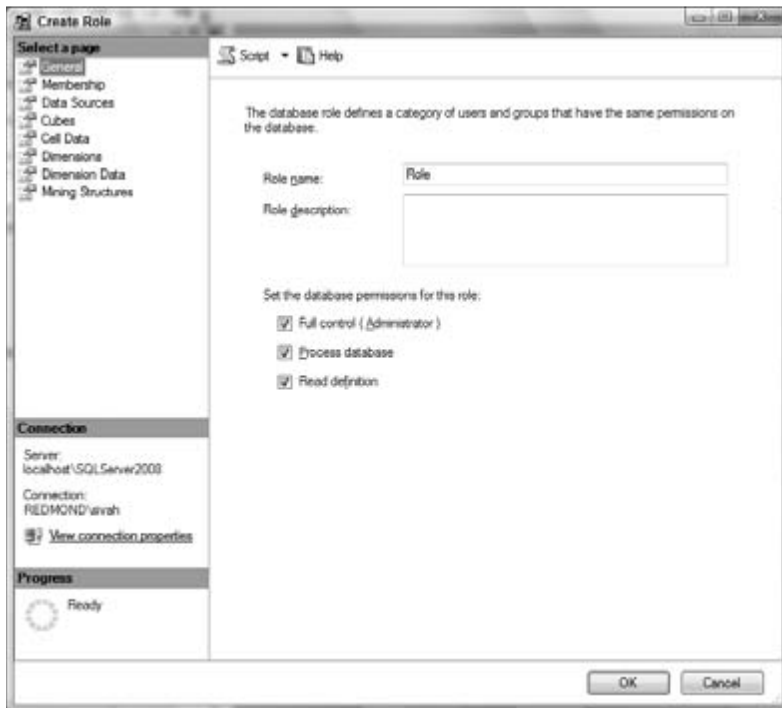 Create Role
Select a page
General
Membership
Data Sources
Cubes
Cell Data
Dimensions
Dimension Data
Mining Structures
Script
Help
The database role defines a category of users and groups that have the same permissions on
the database.
Role name:
Role
Role description:
Set the database permissions for this role:
Full control ( Administrator )
Process database
Read definition
Connection
Server:
localhost\SQLServer2008
Connection:
REDMOND\sivah
View connection properties
Progress
Ready
OK
Cancel